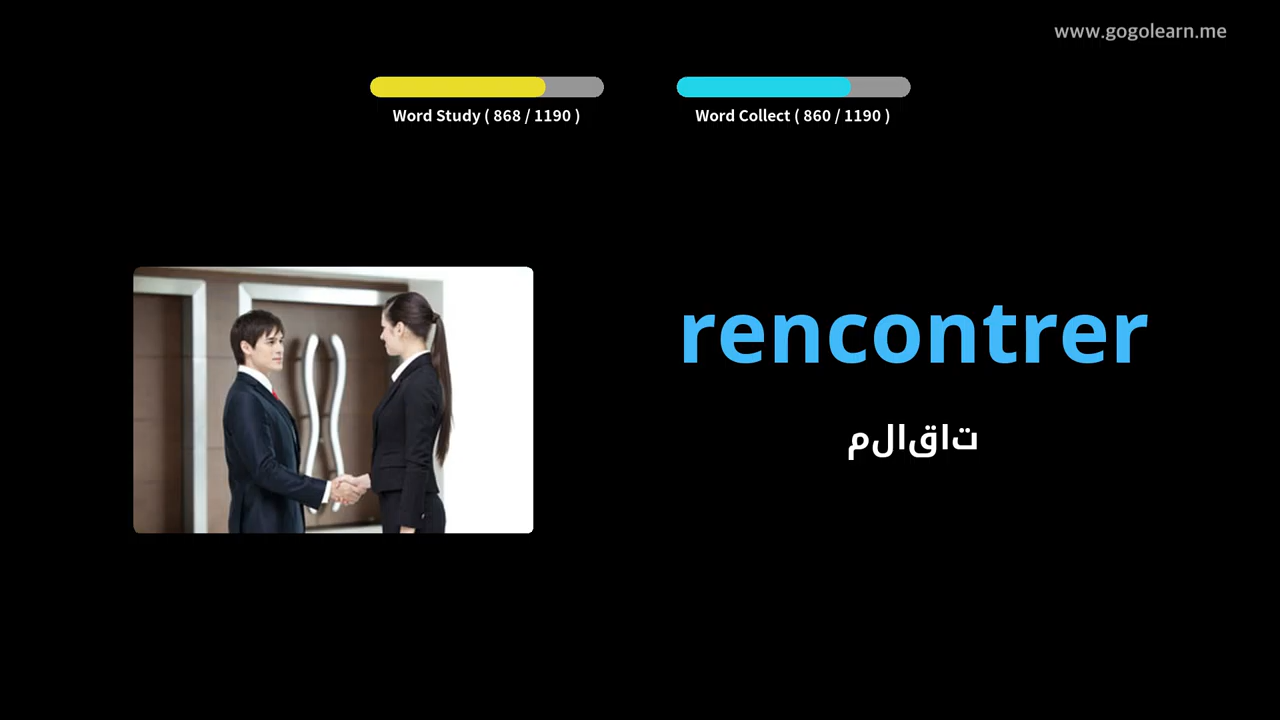 www.gogolearn.me
Word Study ( 868 / 1190 )
Word Collect ( 860 / 1190 )
rencontrer
تاقالم